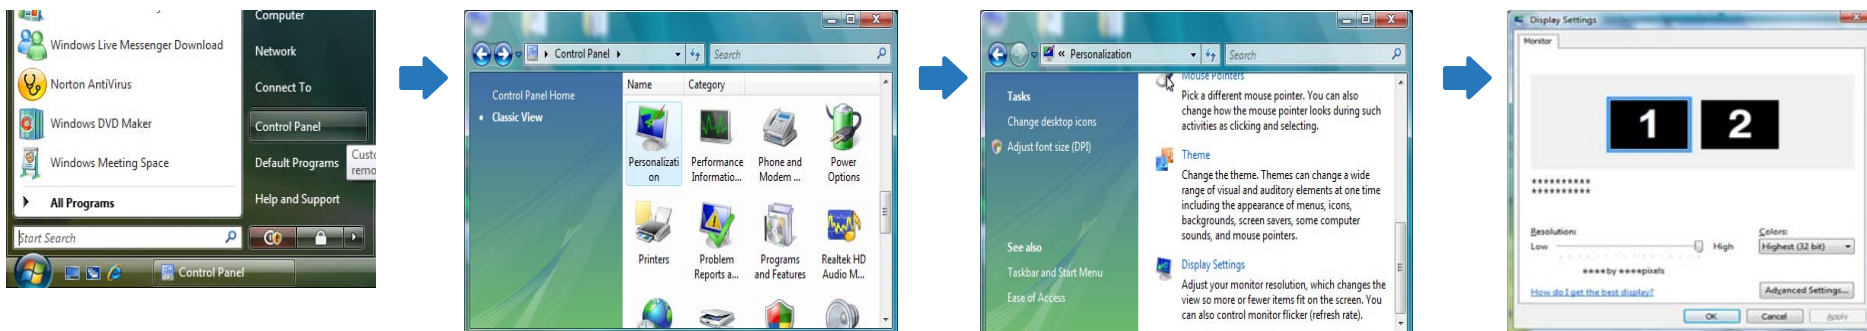 Computer
Windows Live Messenger Download
Network
Norton AntiVirus
Connect To
Windows DVD Maker
Control Panel
Windows Meeting Space
Default Programs
Custo
remo
All Programs
Help and Support
Start Search
Control Panel
Control Panel
Search
Control Panel Home
Classic View
Name
Category
Personalizati
on
Performance
Informatio...
Phone and
Modem ...
Power
Options
Printers
Problem
Reports a...
Programs
and Features
Realtek HD
Audio M...
« Personalization
Search
Tasks
Change desktop icons
Adjust font size (DPI)
See also
Taskbar and Start Menu
Ease of Access
Mouse Pointers
Pick a different mouse pointer. You can also
change how the mouse pointer looks during such
activities as clicking and selecting.
Theme
Change the theme. Themes can change a wide
range of visual and auditory elements at one time
including the appearance of menus, icons,
backgrounds, screen savers, some computer
sounds, and mouse pointers.
Display Settings
Adjust your monitor resolution, which changes the
view so more or fewer items fit on the screen. You
can also control monitor flicker (refresh rate).
Display Settings
Monitor
1 2
**********
**********
Resolution:
Low High
****by ****pixels
Colors:
Highest (32 bit)
How do I get the best display?
Advanced Settings...
OK Cancel Apply